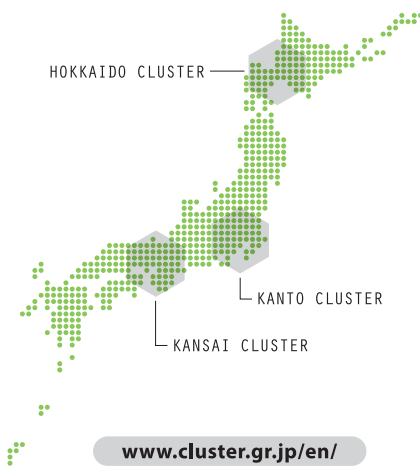 HOKKAIDO CLUSTER
KANTO CLUSTER
KANSAI CLUSTER
www.cluster.gr.jp/en/